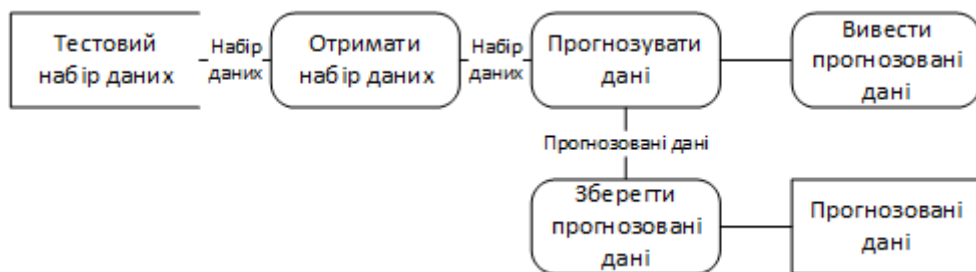 Тестовий
набір даних
Набір
даних
Отримати
набір даних
Набір
даних
Прогнозувати
дані
Вивести
прогнозовані
дані
Прогнозовані дані
Зберегти
прогнозовані
дані
Прогнозовані
дані